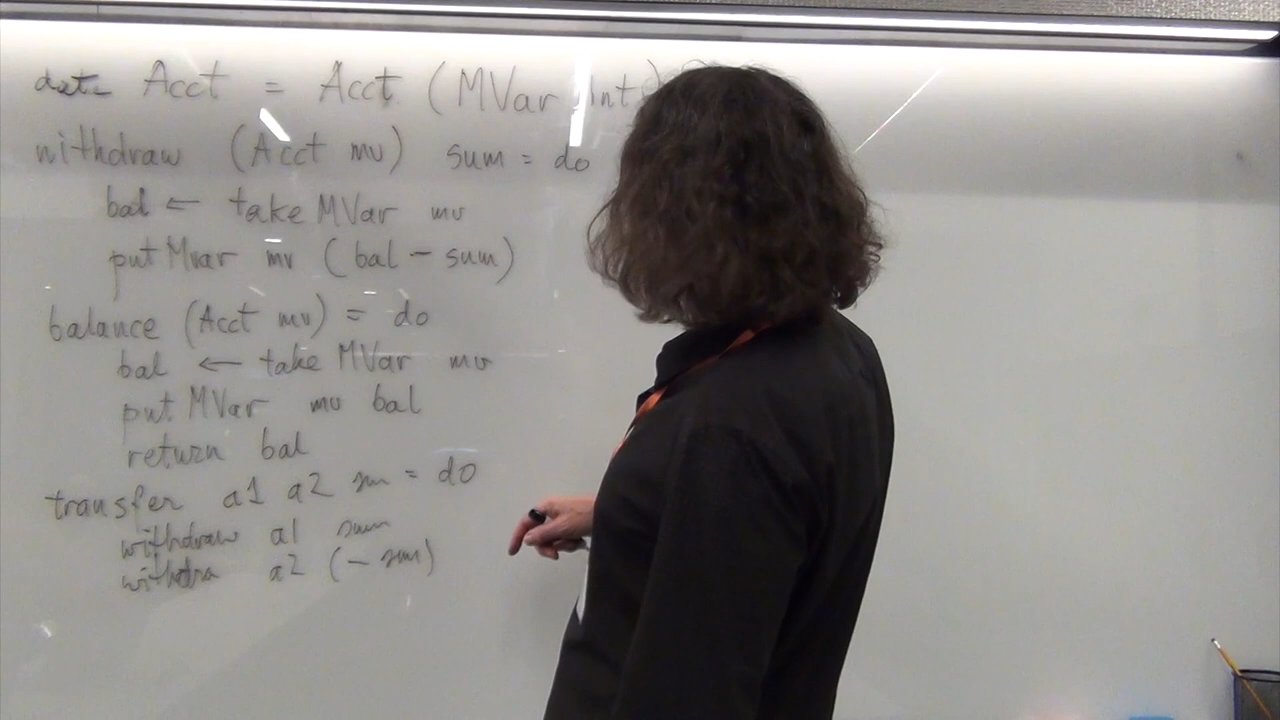 data Acct = Acct (MVar Int)
withdraw (Acct mv) sum = do
bal ← takeMVar mv
putMvar mv (bal - sum)
balance (Acct mv) = do
bal ← takeMVar mv
putMVar mv bal
return bal
transfer a1 a2 sum = do
withdraw a1 sum
withdra a2 (- sum)